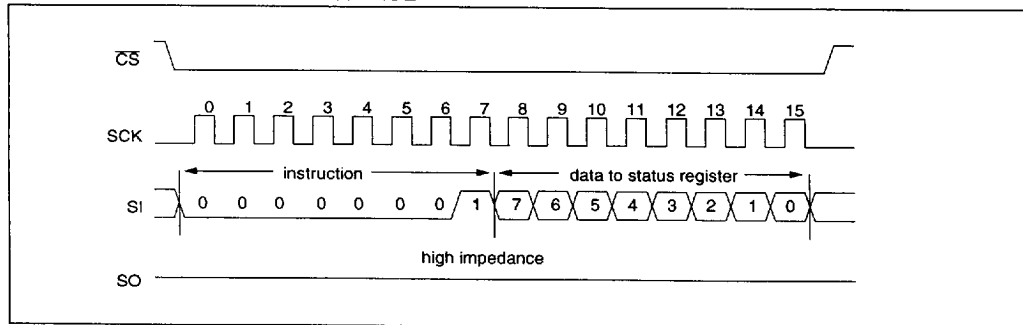 CS
0 1 2 3 4 5 6 7 8 9 10 11 12 13 14 15
SCK
instruction data to status register
SI 0 0 0 0 0 0 0 1 7 6 5 4 3 2 1 0
high impedance
SO